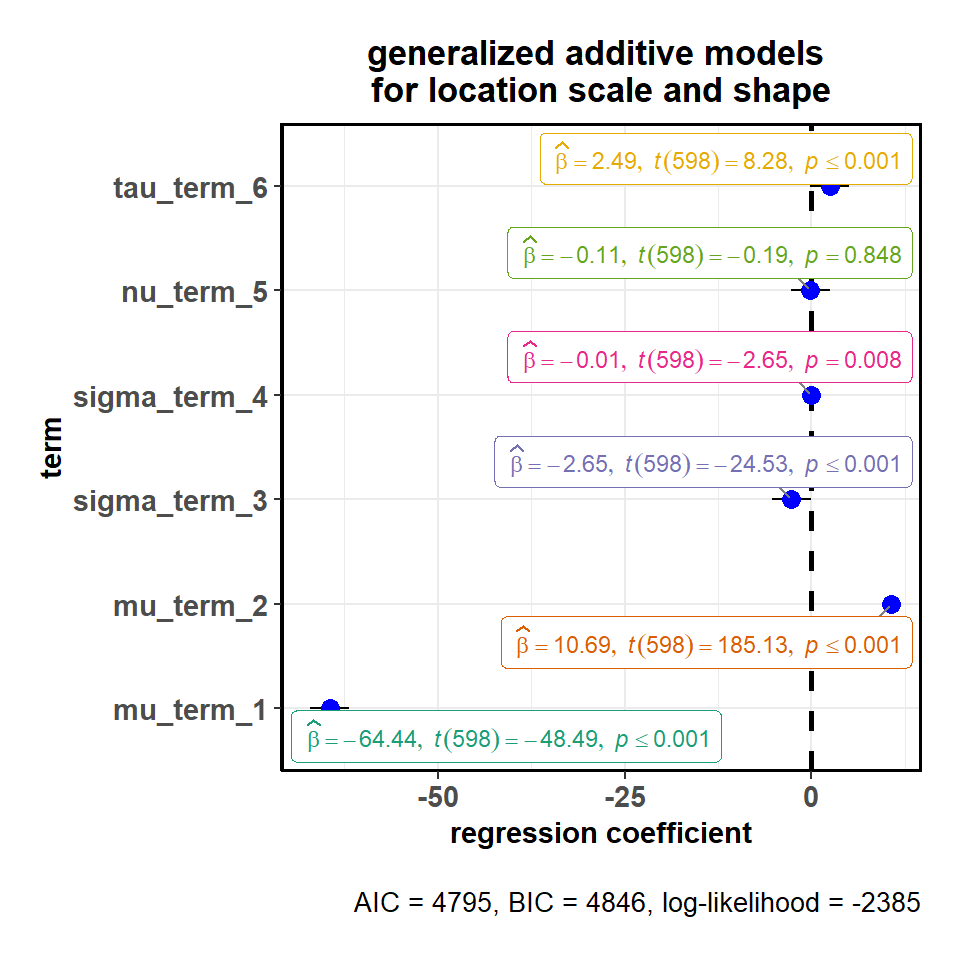 generalized additive models
for location scale and shape
term
tau_term_6
β̂ = 2.49, t(598) = 8.28, p ≤ 0.001
nu_term_5
β̂ = −0.11, t(598) = −0.19, p = 0.848
sigma_term_4
β̂ = −0.01, t(598) = −2.65, p = 0.008
sigma_term_3
β̂ = −2.65, t(598) = −24.53, p ≤ 0.001
mu_term_2
β̂ = 10.69, t(598) = 185.13, p ≤ 0.001
mu_term_1
β̂ = −64.44, t(598) = −48.49, p ≤ 0.001
-50 -25 0
regression coefficient
AIC = 4795, BIC = 4846, log-likelihood = -2385